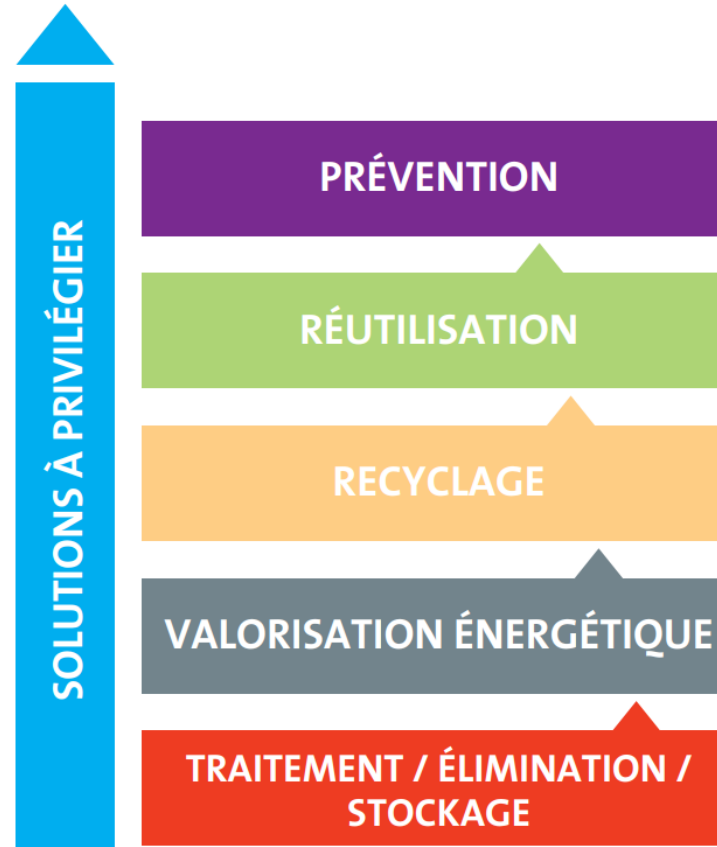 SOLUTIONS À PRIVILÉGIER
PRÉVENTION
RÉUTILISATION
RECYCLAGE
VALORISATION ÉNERGÉTIQUE
TRAITEMENT / ÉLIMINATION /
STOCKAGE